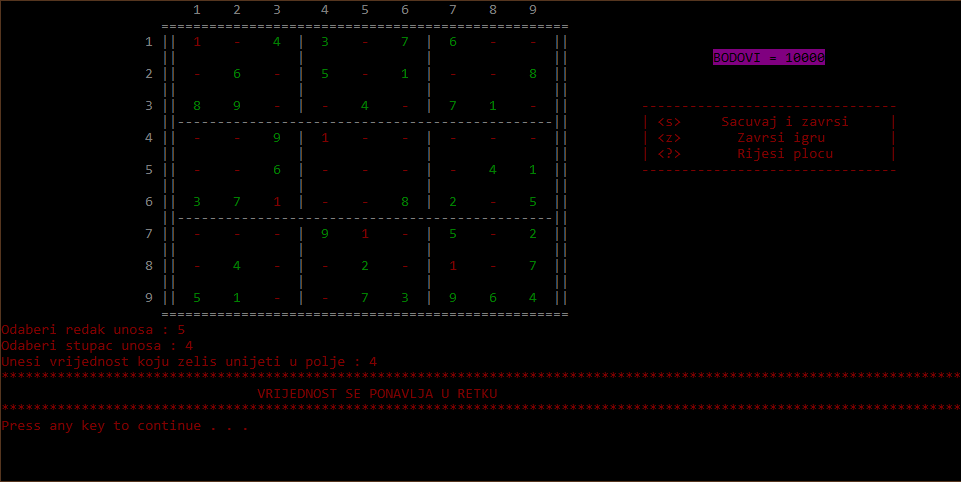 1 2 3 4 5 6 7 8 9
==================================================
1 || 1 - 4 | 3 - 7 | 6 - - ||
BODOVI = 10000
2 || - 6 - | 5 - 1 | - - 8 ||
3 || 8 9 - | - 4 - | 7 1 - ||
--------------------------------
||-----------------------------------------------||
| <s> Sacuvaj i zavrsi |
4 || - - 9 | 1 - - | - - - ||
| <z> Zavrsi igru |
| <?> Rijesi plocu |
5 || - - 6 | - - - | - 4 1 ||
--------------------------------
6 || 3 7 1 | - - 8 | 2 - 5 ||
||-----------------------------------------------||
7 || - - - | 9 1 - | 5 - 2 ||
8 || - 4 - | - 2 - | 1 - 7 ||
9 || 5 1 - | - 7 3 | 9 6 4 ||
==================================================
Odaberi redak unosa : 5
Odaberi stupac unosa : 4
Unesi vrijednost koju zelis unijeti u polje : 4
************************************************************************************************************************
VRIJEDNOST SE PONAVLJA U RETKU
************************************************************************************************************************
Press any key to continue . . .